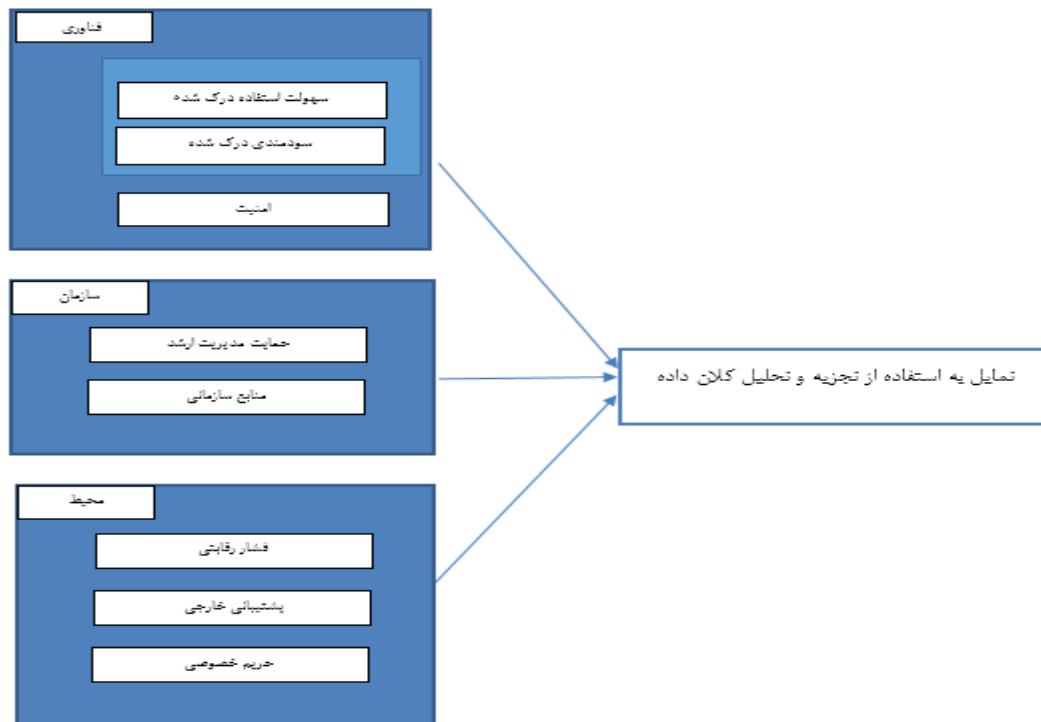 فناوری
سهولت استفاده درک شده
سودمندی درک شده
امنیت
سازمان
حمایت مدیریت ارشد
منابع سازمانی
محیط
فشار رقابتی
پشتیبانی خارجی
حریم خصوصی
تمایل یه استفاده از تجزیه و تحلیل کلان داده